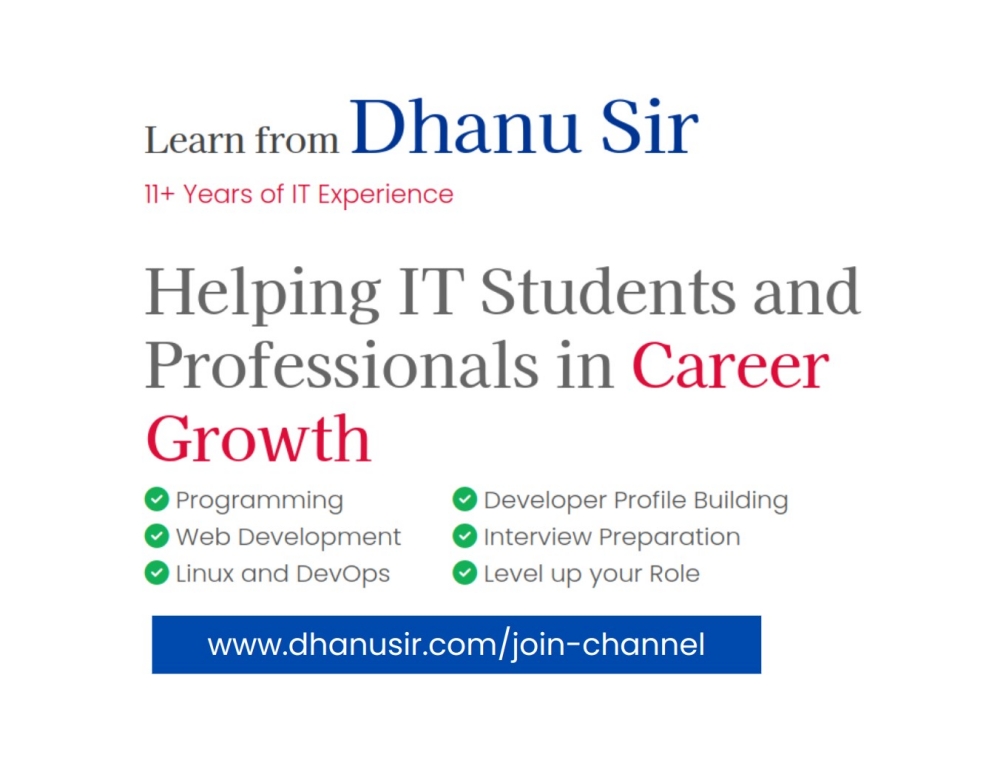 Learn from Dhanu Sir
11+ Years of IT Experience
Helping IT Students and
Professionals in Career
Growth
Programming
Web Development
Linux and DevOps
Developer Profile Building
Interview Preparation
Level up your Role
www.dhanusir.com/join-channel